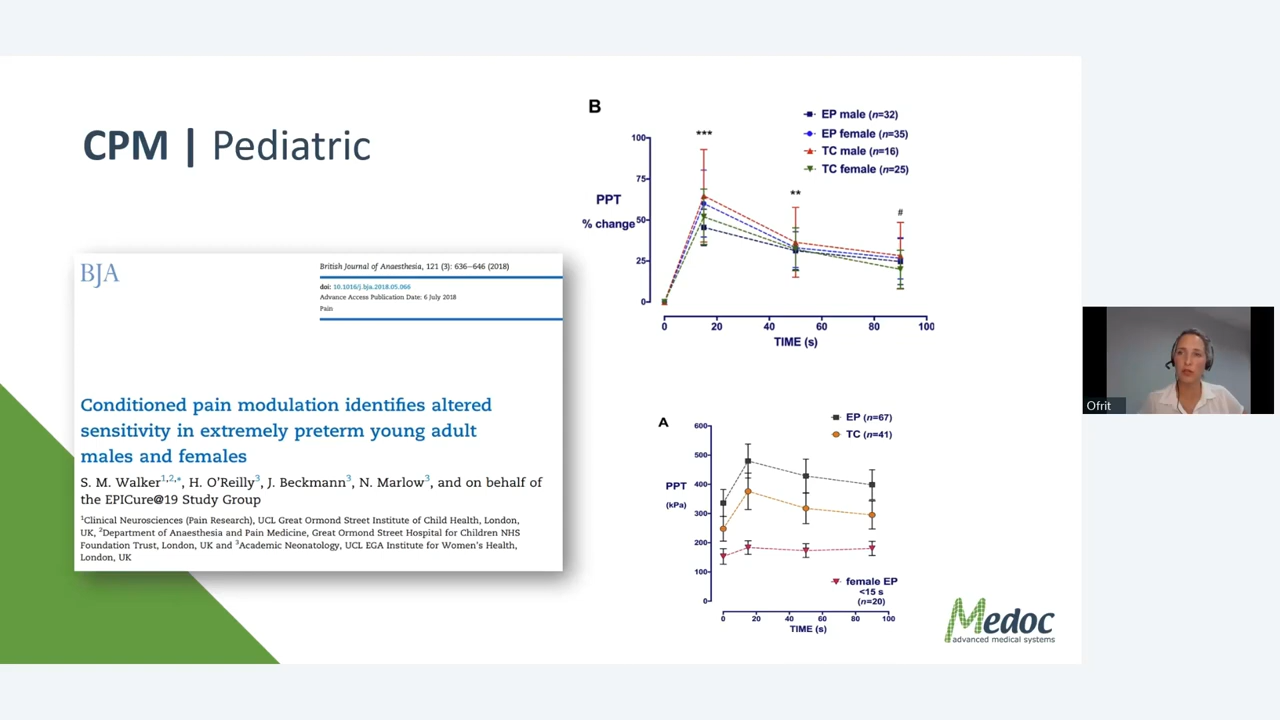 CPM | Pediatric
BJA
British Journal of Anaesthesia, 121 (3): 636–646 (2018)
doi: 10.1016/j.bja.2018.05.066
Advance Access Publication Date: 6 July 2018
Pain
Conditioned pain modulation identifies altered
sensitivity in extremely preterm young adult
males and females
S. M. Walker1,2,*, H. O'Reilly3, J. Beckmann3, N. Marlow3, and on behalf of
the EPICure@19 Study Group
1Clinical Neurosciences (Pain Research), UCL Great Ormond Street Institute of Child Health, London,
UK, 2Department of Anaesthesia and Pain Medicine, Great Ormond Street Hospital for Children NHS
Foundation Trust, London, UK and 3Academic Neonatology, UCL EGA Institute for Women's Health,
London, UK
B
EP male (n=32)
EP female (n=35)
TC male (n=16)
TC female (n=25)
***
**
#
PPT
% change
100
75
50
25
0
0 20 40 60 80 100
TIME (s)
A
EP (n=67)
TC (n=41)
PPT
(kPa)
600
500
400
300
200
100
0
female EP
<15 s
(n=20)
0 20 40 60 80 100
TIME (s)
Medoc
advanced medical systems
Ofrit